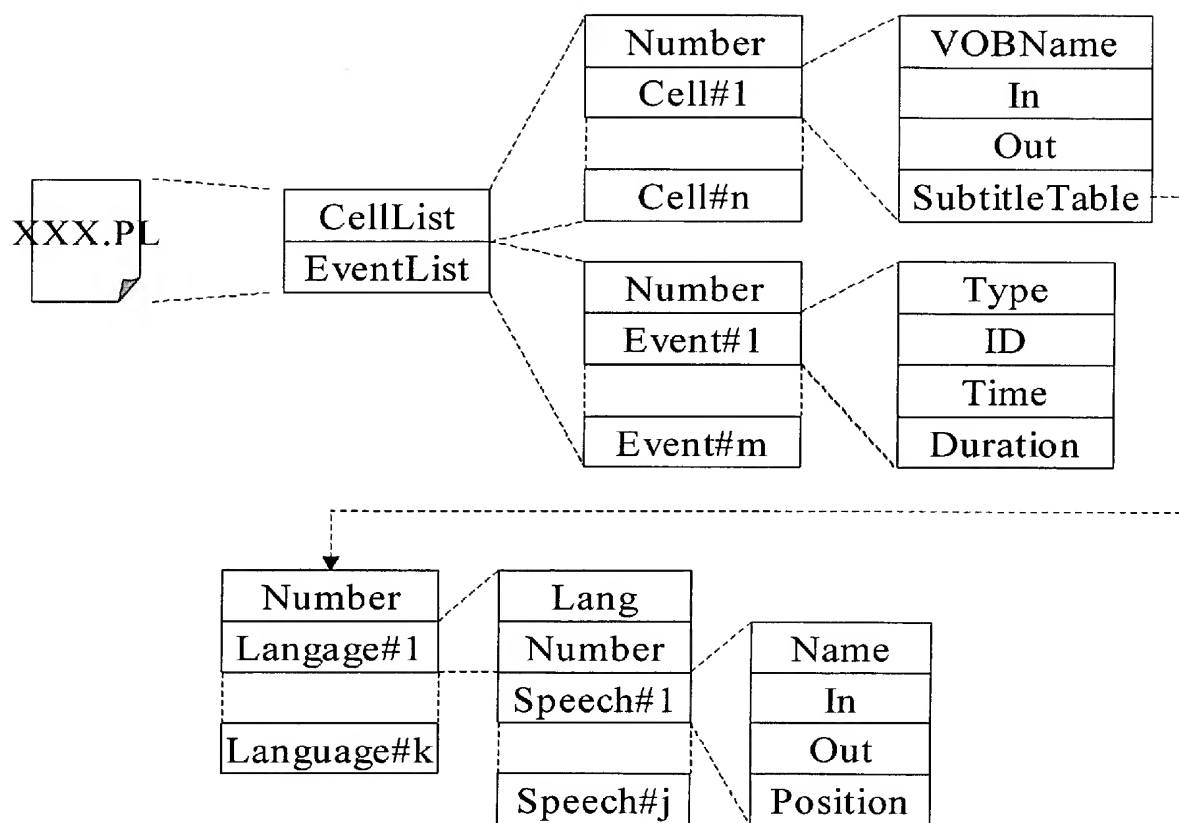 XXX.PL
CellList
EventList
Number
Cell#1
Cell#n
VOBName
In
Out
SubtitleTable
Number
Event#1
Event#m
Type
ID
Time
Duration
Number
Langage#1
Language#k
Lang
Number
Speech#1
Speech#j
Name
In
Out
Position